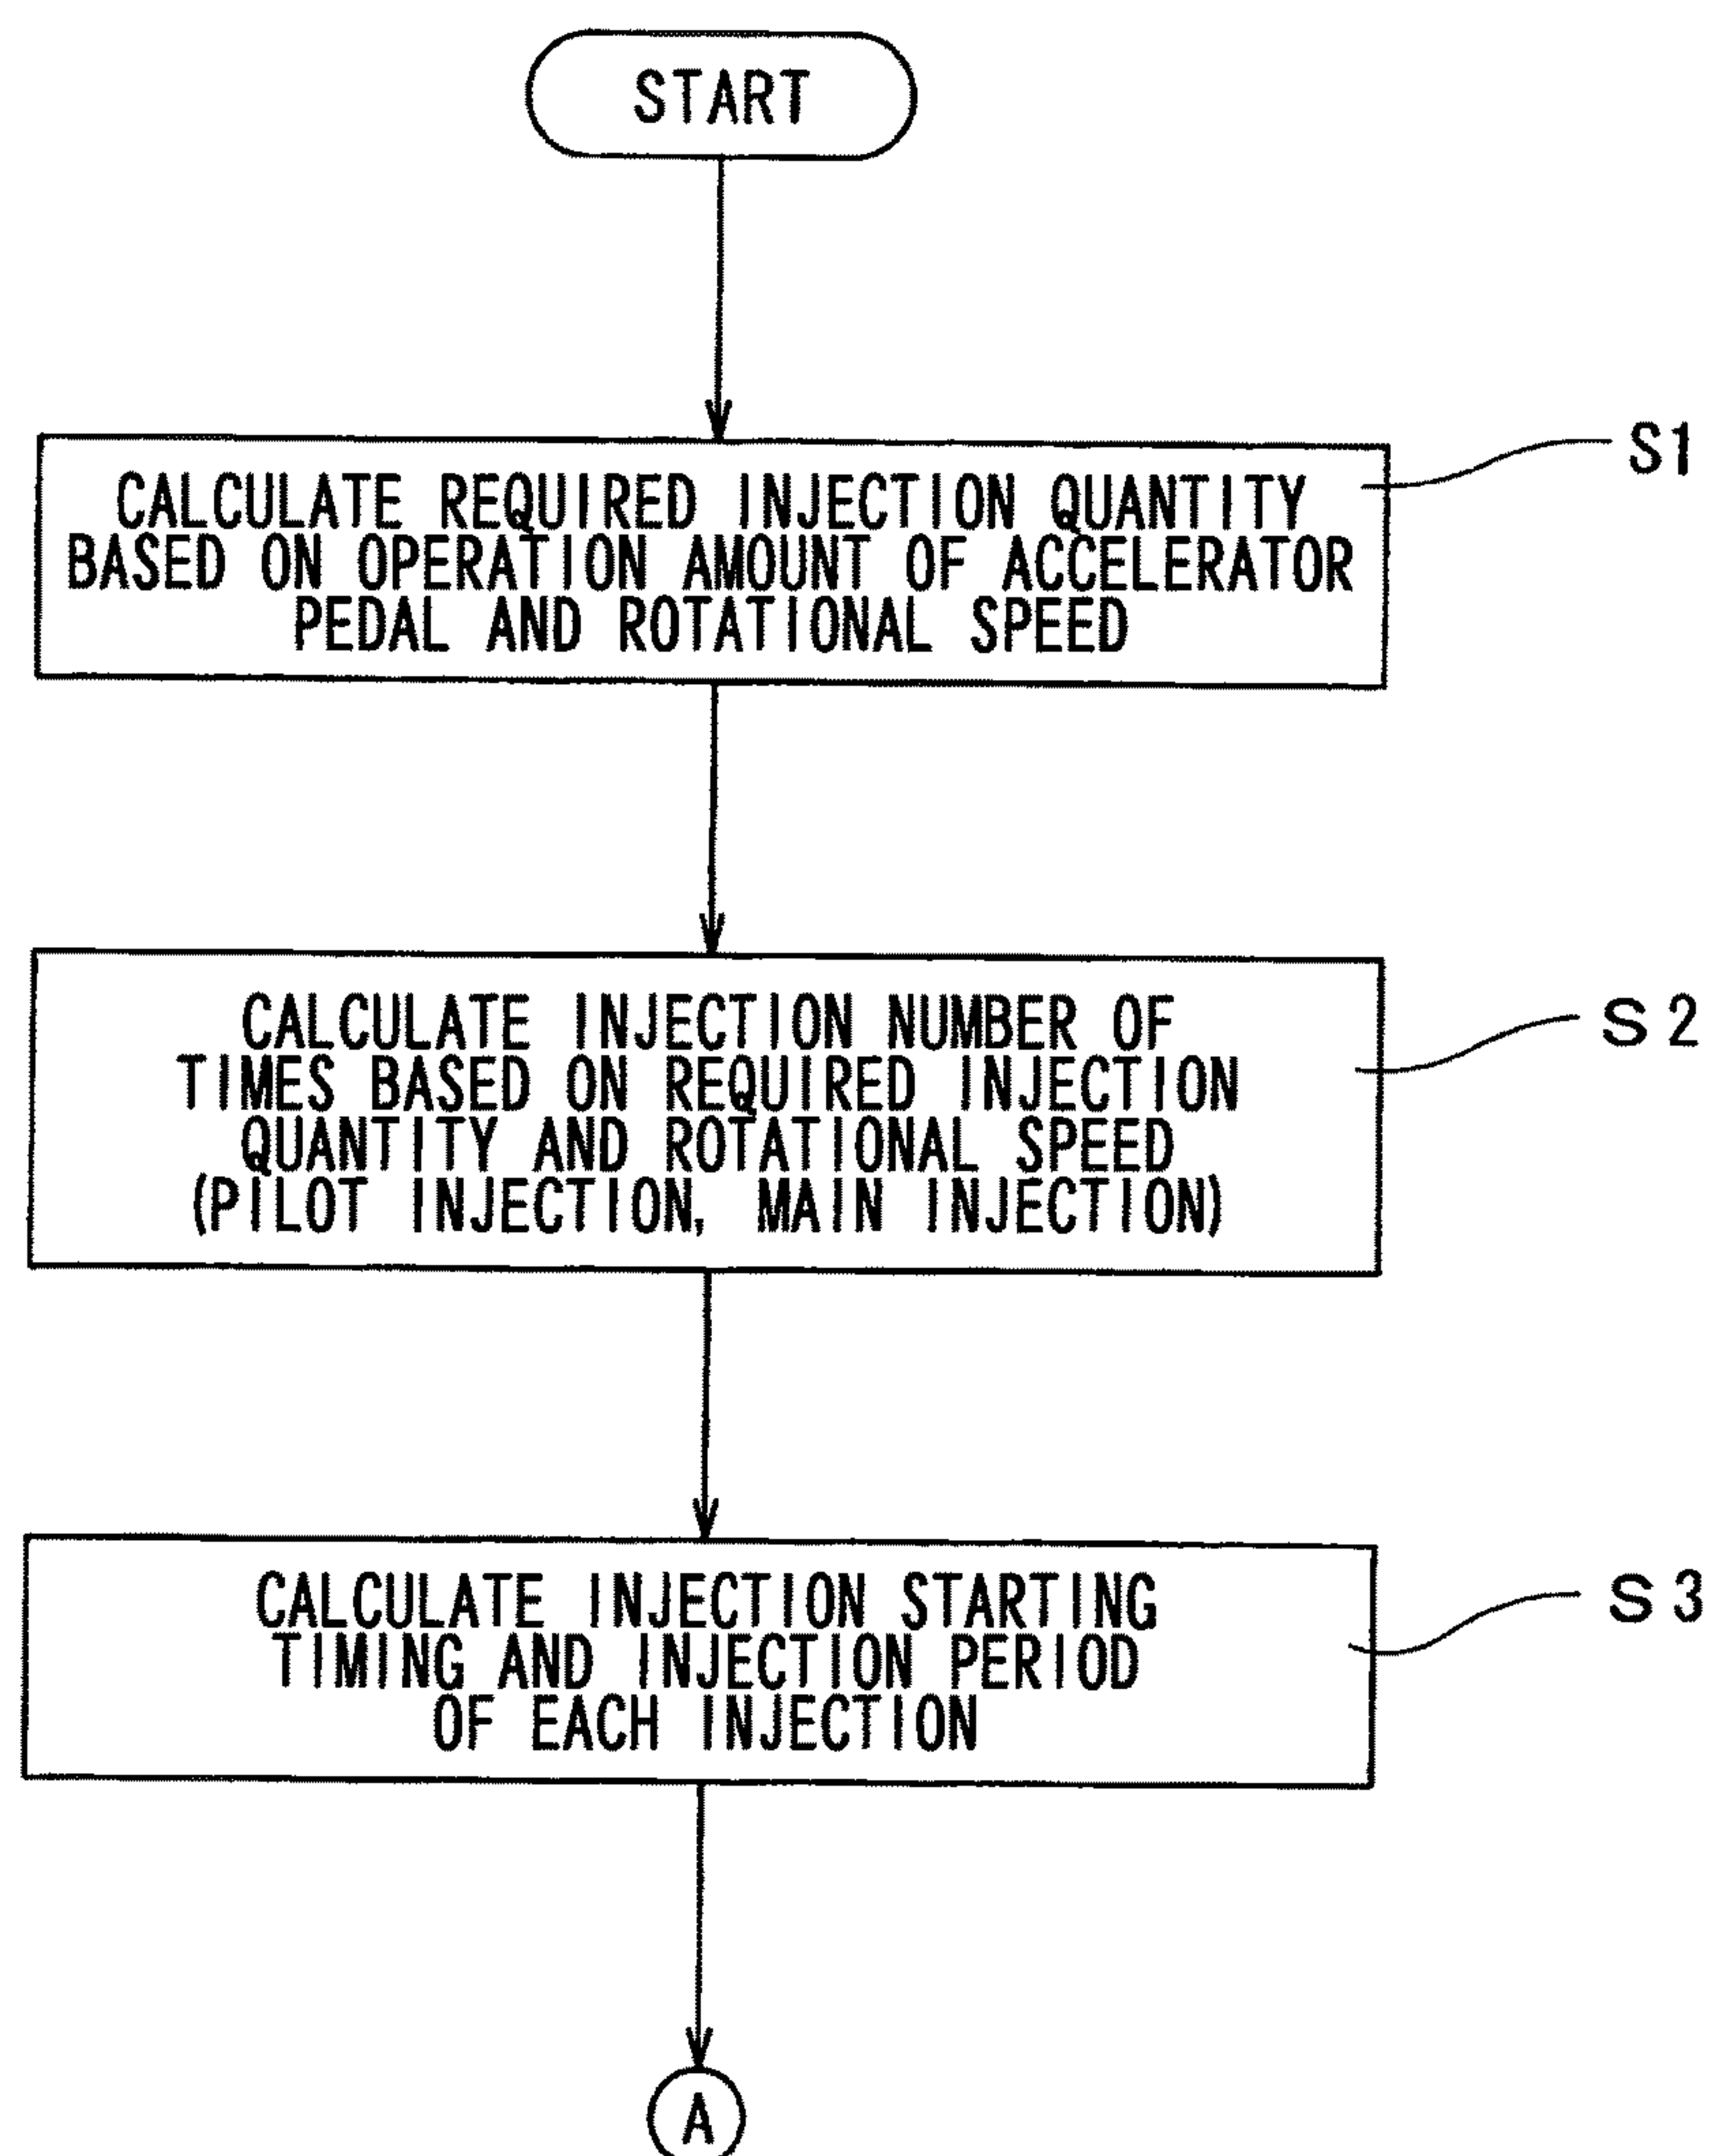 START
S1
CALCULATE REQUIRED INJECTION QUANTITY
BASED ON OPERATION AMOUNT OF ACCELERATOR
PEDAL AND ROTATIONAL SPEED
S2
CALCULATE INJECTION NUMBER OF
TIMES BASED ON REQUIRED INJECTION
QUANTITY AND ROTATIONAL SPEED
(PILOT INJECTION, MAIN INJECTION)
S3
CALCULATE INJECTION STARTING
TIMING AND INJECTION PERIOD
OF EACH INJECTION
A